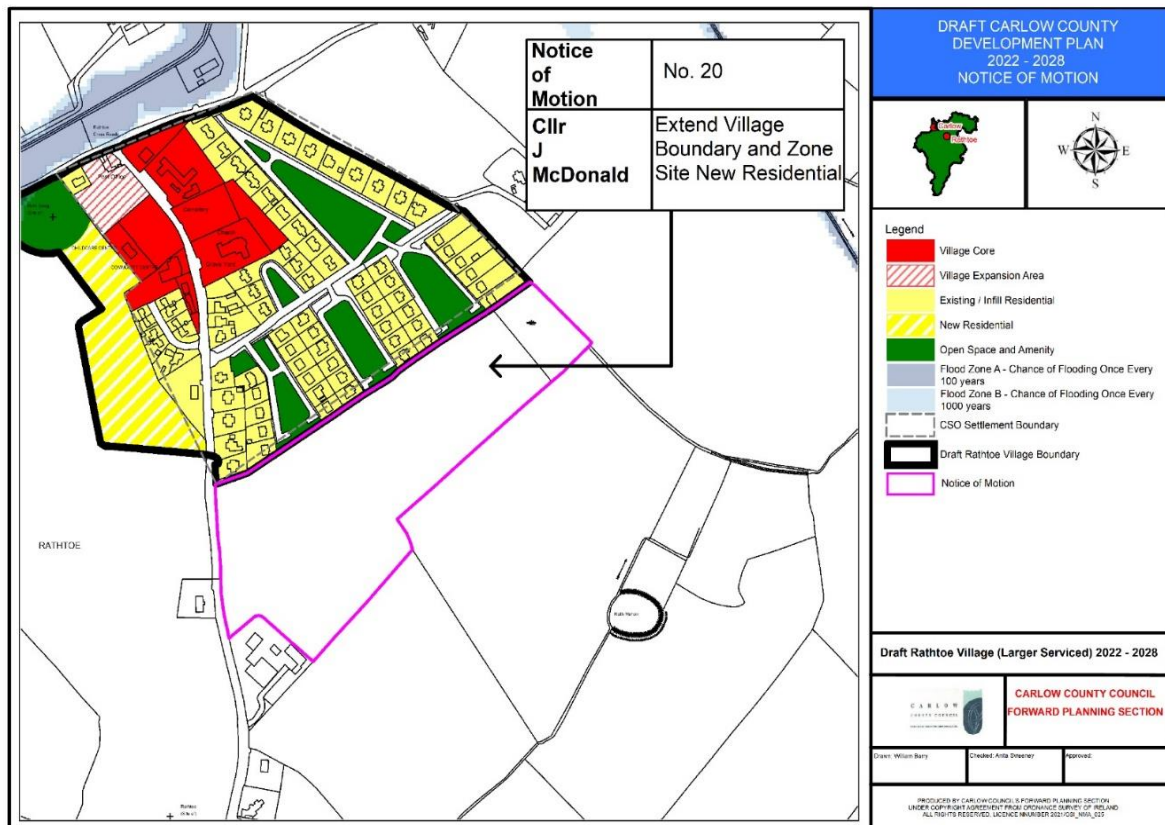 Notice
of
Motion
No. 20
Cllr
J
McDonald
Extend Village
Boundary and Zone
Site New Residential
RATHTOE
DRAFT CARLOW COUNTY
DEVELOPMENT PLAN
2022 - 2028
NOTICE OF MOTION
Carlow
Rathtoe
N
W
E
S
Legend
Village Core
Village Expansion Area
Existing / Infill Residential
New Residential
Open Space and Amenity
Flood Zone A - Chance of Flooding Once Every
100 years
Flood Zone B - Chance of Flooding Once Every
1000 years
CSO Settlement Boundary
Draft Rathtoe Village Boundary
Notice of Motion
Draft Rathtoe Village (Larger Serviced) 2022 - 2028
CARLOW
CARLOW COUNTY COUNCIL
FORWARD PLANNING SECTION
Drawn: William Barry
Checked: Anita Sweeney
Approved:
PRODUCED BY CARLOW COUNCIL'S FORWARD PLANNING SECTION
UNDER COPYRIGHT AGREEMENT FROM ORDNANCE SURVEY OF IRELAND
ALL RIGHTS RESERVED. LICENCE NNUMBER 2021/OSI_NMA_025